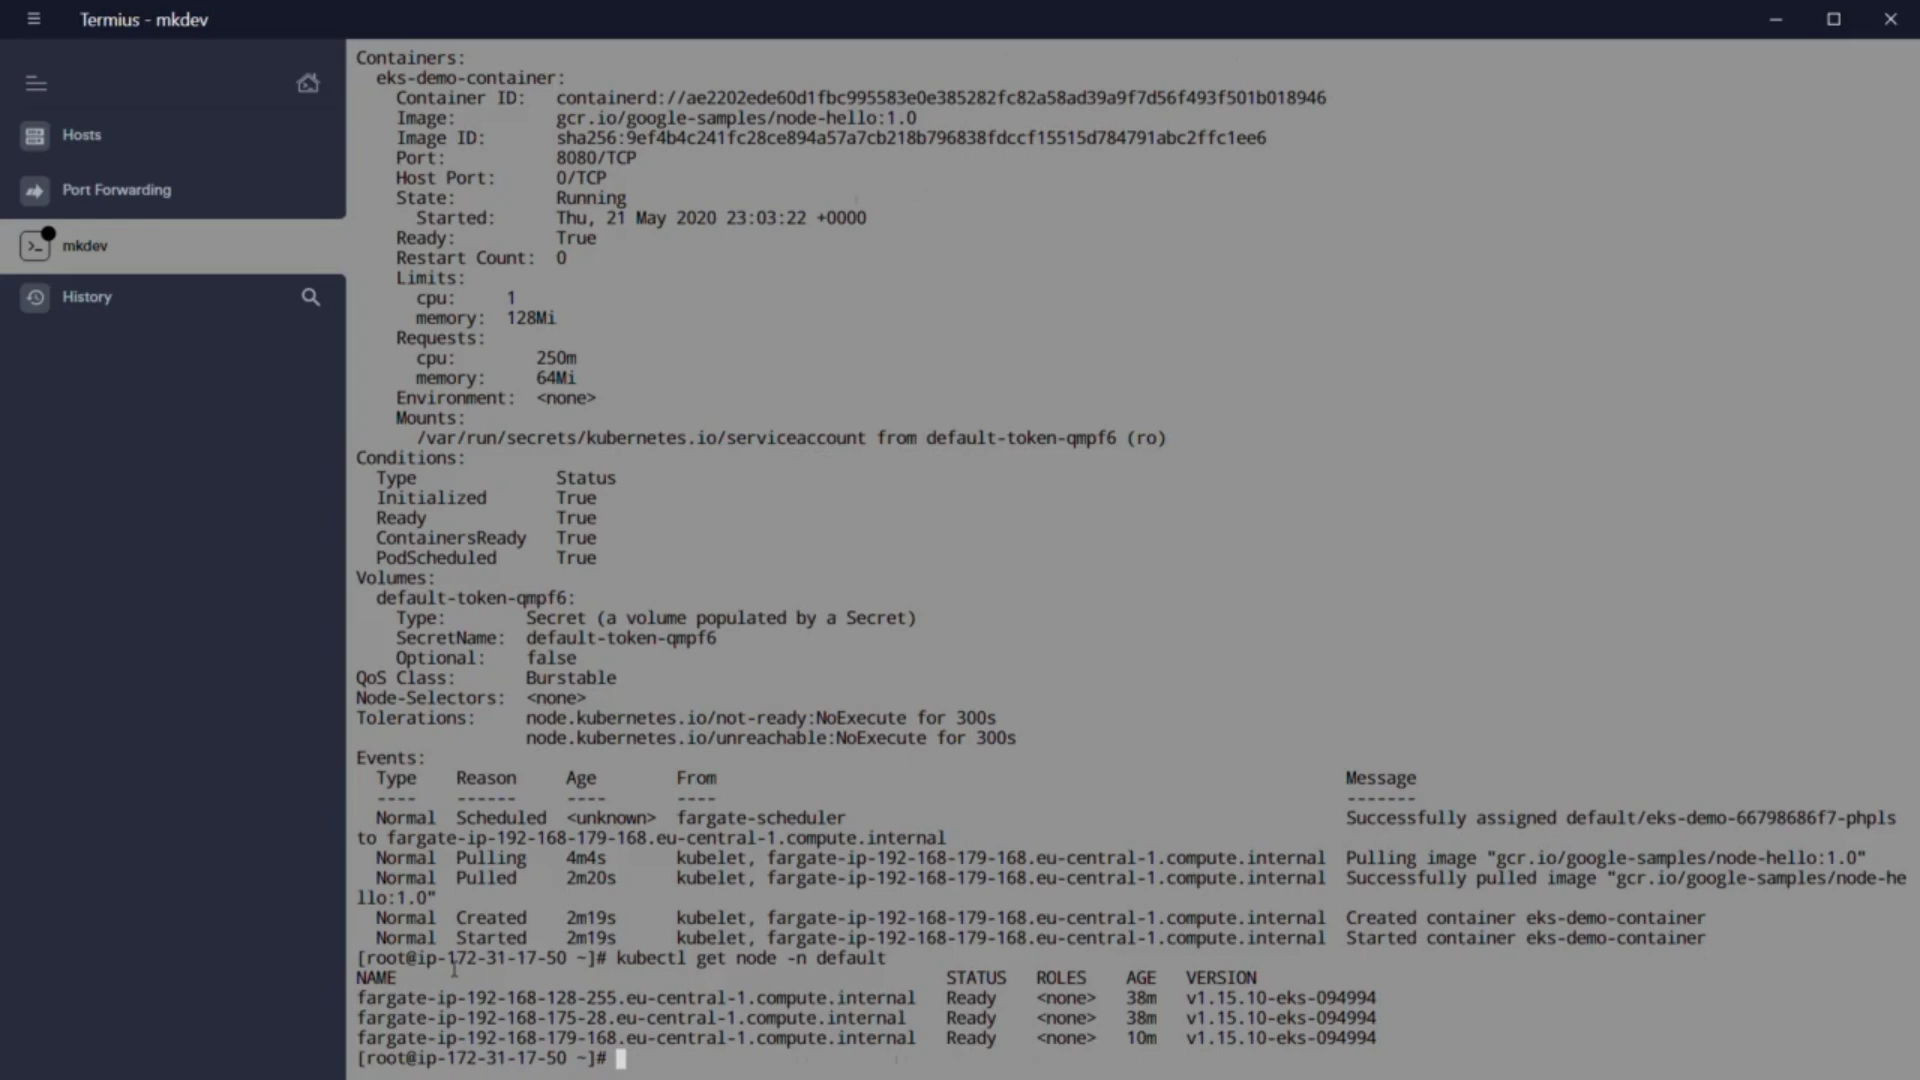 Termius - mkdev
Hosts
Port Forwarding
mkdev
History
Containers:
eks-demo-container:
Container ID: containerd://ae2202ede60d1fbc995583e0e385282fc82a58ad39a9f7d56f493f501b018946
Image: gcr.io/google-samples/node-hello:1.0
Image ID: sha256:9ef4b4c241fc28ce894a57a7cb218b796838fdccf15515d784791abc2ffc1ee6
Port: 8080/TCP
Host Port: 0/TCP
State: Running
Started: Thu, 21 May 2020 23:03:22 +0000
Ready: True
Restart Count: 0
Limits:
cpu: 1
memory: 128Mi
Requests:
cpu: 250m
memory: 64Mi
Environment: <none>
Mounts:
/var/run/secrets/kubernetes.io/serviceaccount from default-token-qmpf6 (ro)
Conditions:
Type Status
Initialized True
Ready True
ContainersReady True
PodScheduled True
Volumes:
default-token-qmpf6:
Type: Secret (a volume populated by a Secret)
SecretName: default-token-qmpf6
Optional: false
QoS Class: Burstable
Node-Selectors: <none>
Tolerations: node.kubernetes.io/not-ready:NoExecute for 300s
node.kubernetes.io/unreachable:NoExecute for 300s
Events:
Type Reason Age From Message
---- ------ ---- ---- -------
Normal Scheduled <unknown> fargate-scheduler Successfully assigned default/eks-demo-66798686f7-phpls
to fargate-ip-192-168-179-168.eu-central-1.compute.internal
Normal Pulling 4m4s kubelet, fargate-ip-192-168-179-168.eu-central-1.compute.internal Pulling image "gcr.io/google-samples/node-hello:1.0"
Normal Pulled 2m20s kubelet, fargate-ip-192-168-179-168.eu-central-1.compute.internal Successfully pulled image "gcr.io/google-samples/node-he
llo:1.0"
Normal Created 2m19s kubelet, fargate-ip-192-168-179-168.eu-central-1.compute.internal Created container eks-demo-container
Normal Started 2m19s kubelet, fargate-ip-192-168-179-168.eu-central-1.compute.internal Started container eks-demo-container
[root@ip-172-31-17-50 ~]# kubectl get node -n default
NAME STATUS ROLES AGE VERSION
fargate-ip-192-168-128-255.eu-central-1.compute.internal Ready <none> 38m v1.15.10-eks-094994
fargate-ip-192-168-175-28.eu-central-1.compute.internal Ready <none> 38m v1.15.10-eks-094994
fargate-ip-192-168-179-168.eu-central-1.compute.internal Ready <none> 10m v1.15.10-eks-094994
[root@ip-172-31-17-50 ~]#